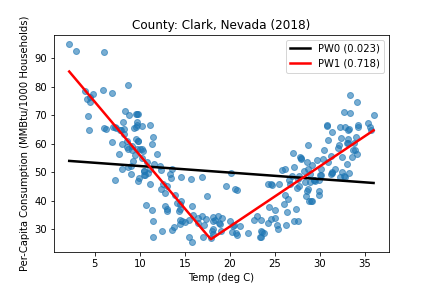 County: Clark, Nevada (2018)
PW0 (0.023)
PW1 (0.718)
Per-Capita Consumption (MMBtu/1000 Households)
90
80
70
60
50
40
30
5 10 15 20 25 30 35
Temp (deg C)